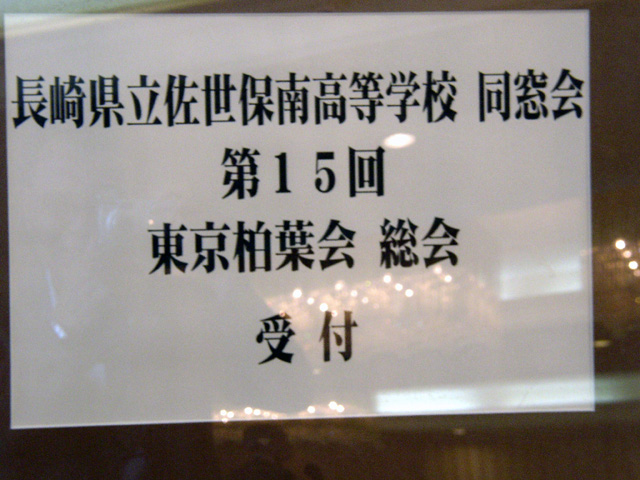 長崎県立佐世保南高等学校 同窓会
第１５回
東京柏葉会 総会
受 付